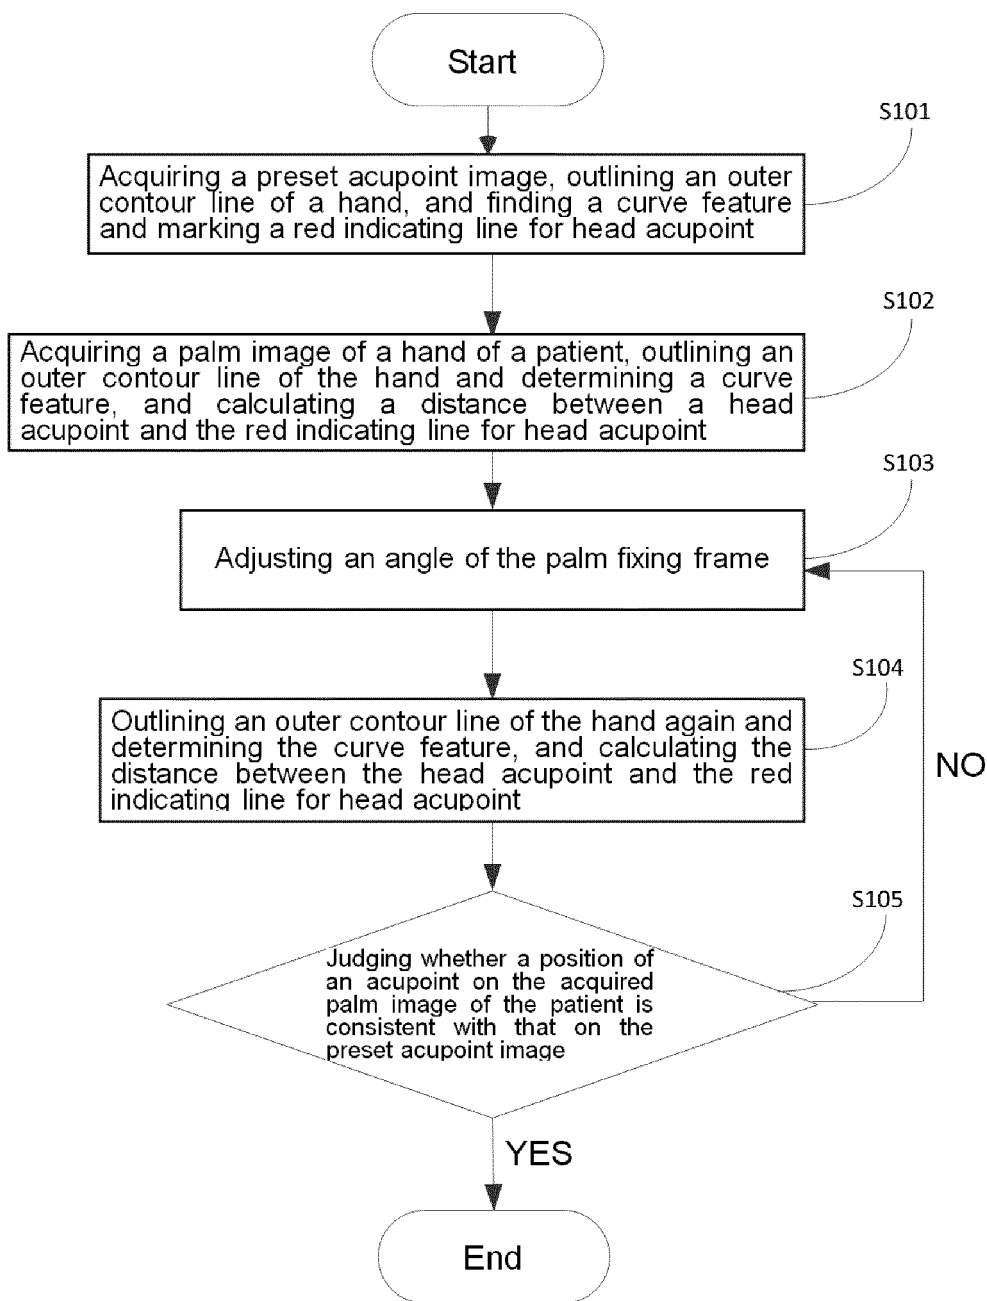 Start
S101
Acquiring a preset acupoint image, outlining an outer
contour line of a hand, and finding a curve feature
and marking a red indicating line for head acupoint
S102
Acquiring a palm image of a hand of a patient, outlining an
outer contour line of the hand and determining a curve
feature, and calculating a distance between a head
acupoint and the red indicating line for head acupoint
S103
Adjusting an angle of the palm fixing frame
S104
Outlining an outer contour line of the hand again and
determining the curve feature, and calculating the
distance between the head acupoint and the red
indicating line for head acupoint
NO
S105
Judging whether a position of
an acupoint on the acquired
palm image of the patient is
consistent with that on the
preset acupoint image
YES
End